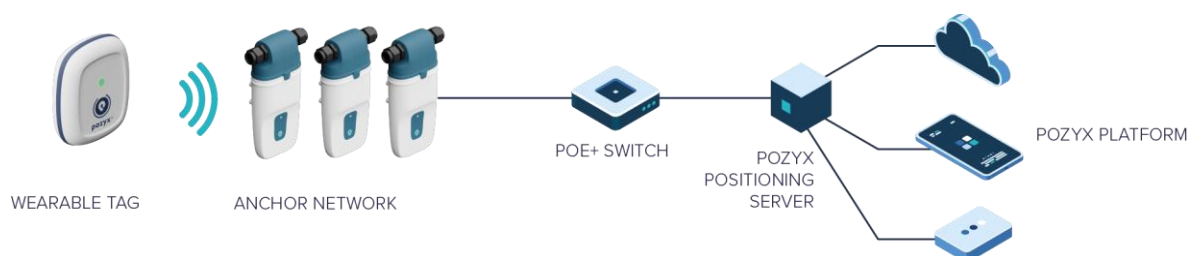 pozyx
WEARABLE TAG
ANCHOR NETWORK
POE+ SWITCH
POZYX
POSITIONING
SERVER
POZYX PLATFORM